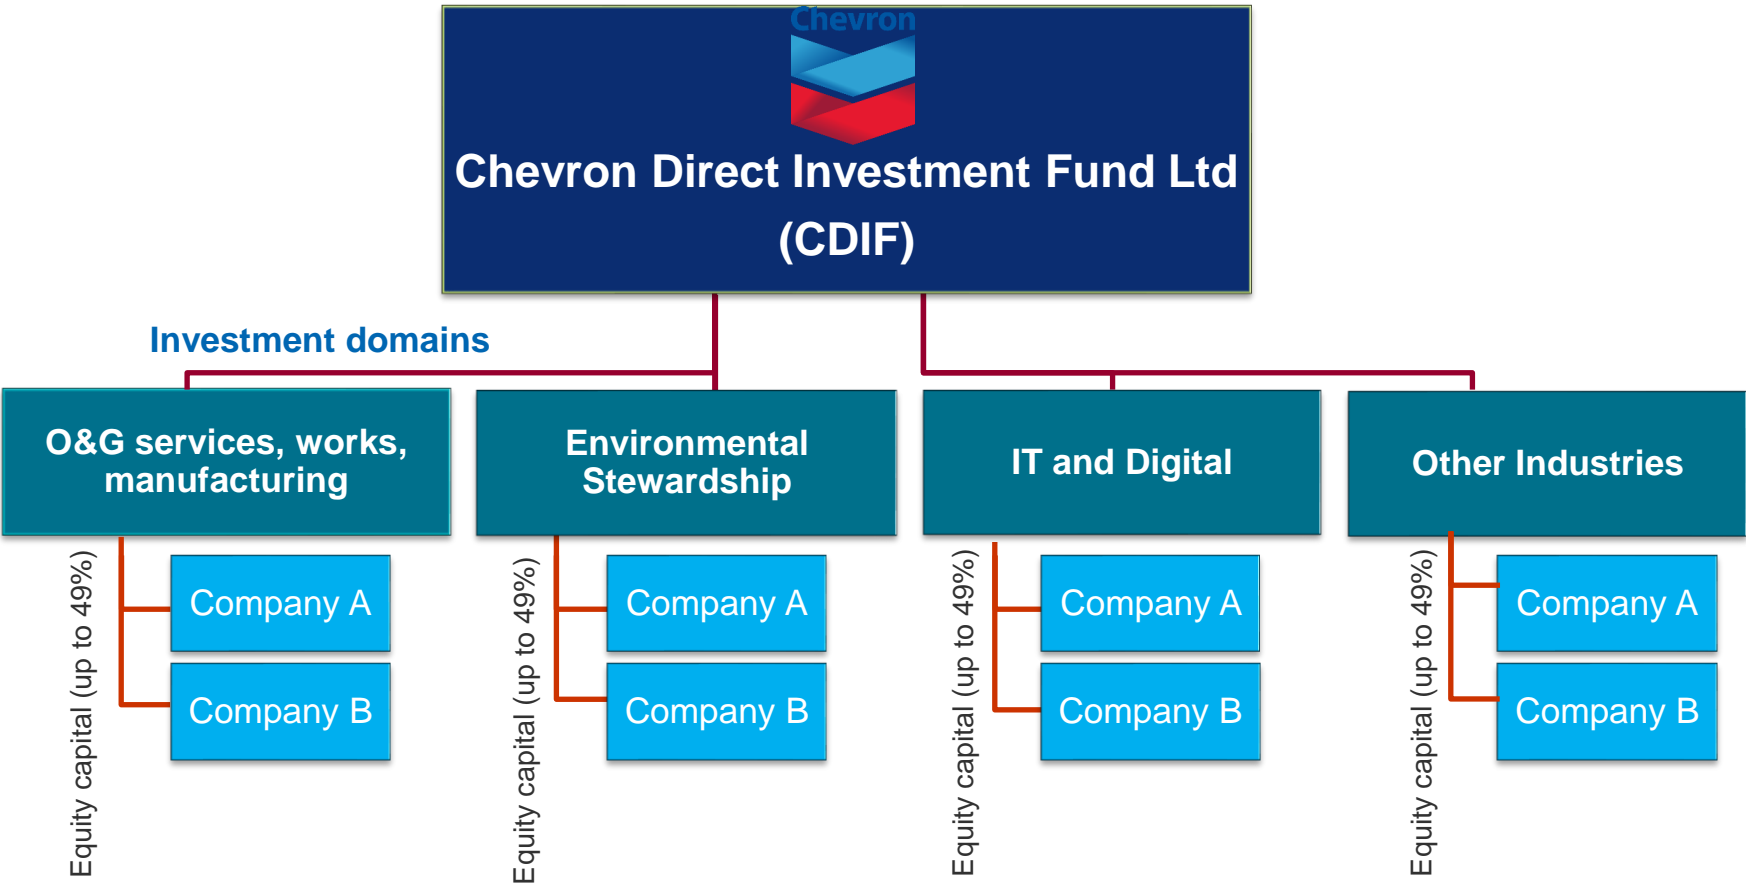 Chevron
Chevron Direct Investment Fund Ltd
(CDIF)
Investment domains
O&G services, works,
manufacturing
Environmental
Stewardship
IT and Digital
Other Industries
Equity capital (up to 49%)
Company A
Company B
Equity capital (up to 49%)
Company A
Company B
Equity capital (up to 49%)
Company A
Company B
Equity capital (up to 49%)
Company A
Company B